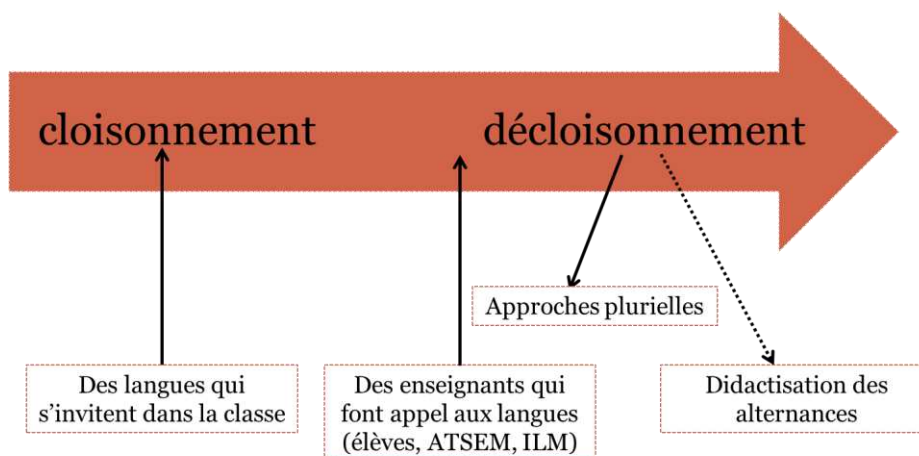 cloisonnement
décloisonnement
Approches plurielles
Des langues qui
s’invitent dans la classe
Des enseignants qui
font appel aux langues
(élèves, ATSEM, ILM)
Didactisation des
alternances